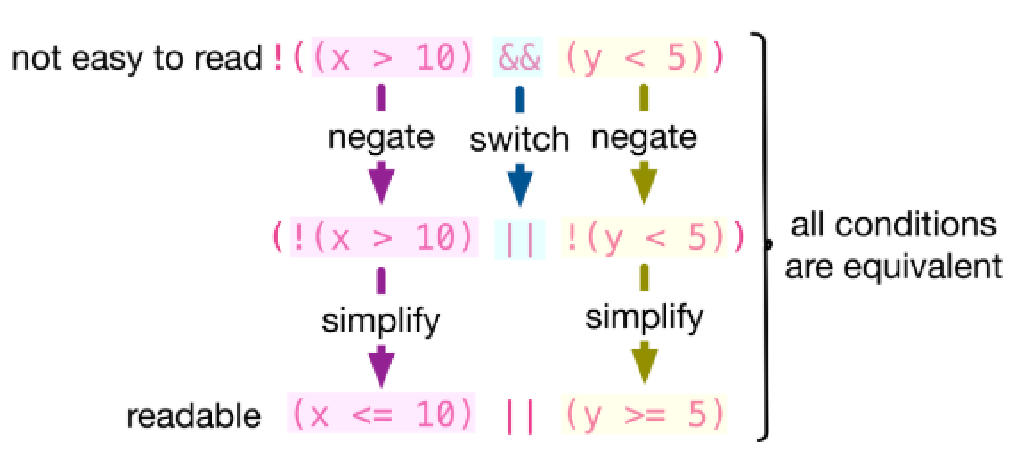 not easy to read !((x > 10) && (y < 5))
negate switch negate
(!(x > 10) || !(y < 5))
all conditions
are equivalent
simplify simplify
readable (x <= 10) || (y >= 5)